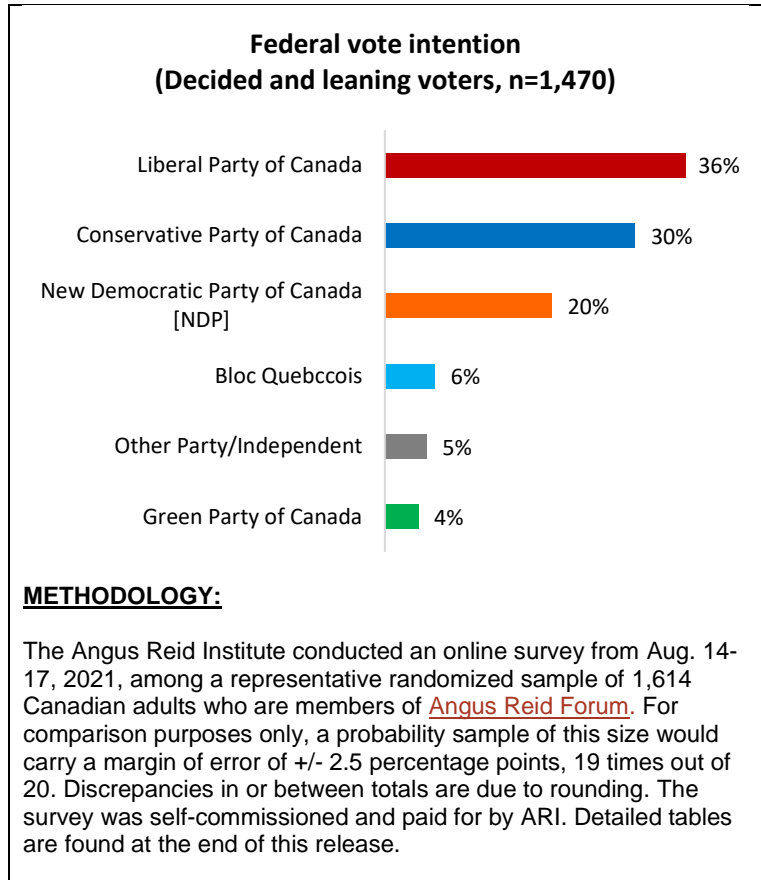 Federal vote intention
(Decided and leaning voters, n=1,470)
Liberal Party of Canada 36%
Conservative Party of Canada 30%
New Democratic Party of Canada
[NDP] 20%
Bloc Quebccois 6%
Other Party/Independent 5%
Green Party of Canada 4%
METHODOLOGY:
The Angus Reid Institute conducted an online survey from Aug. 14-
17, 2021, among a representative randomized sample of 1,614
Canadian adults who are members of Angus Reid Forum. For
comparison purposes only, a probability sample of this size would
carry a margin of error of +/- 2.5 percentage points, 19 times out of
20. Discrepancies in or between totals are due to rounding. The
survey was self-commissioned and paid for by ARI. Detailed tables
are found at the end of this release.